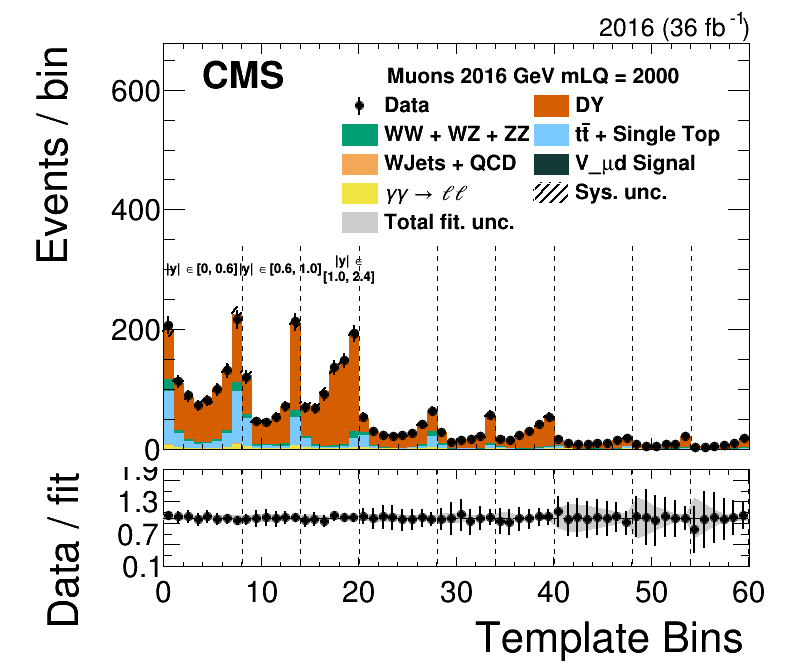 2016 (36 fb⁻¹)
CMS
Muons 2016 GeV mLQ = 2000
Data
DY
WW + WZ + ZZ
tt̄ + Single Top
WJets + QCD
V_μd Signal
γγ → ℓℓ
Sys. unc.
Total fit. unc.
Events / bin
600
400
200
0
|y| ∈ [0, 0.6]
|y| ∈ [0.6, 1.0]
|y| ∈
[1.0, 2.4]
Data / fit
1.9
1.3
0.7
0.1
0 10 20 30 40 50 60
Template Bins